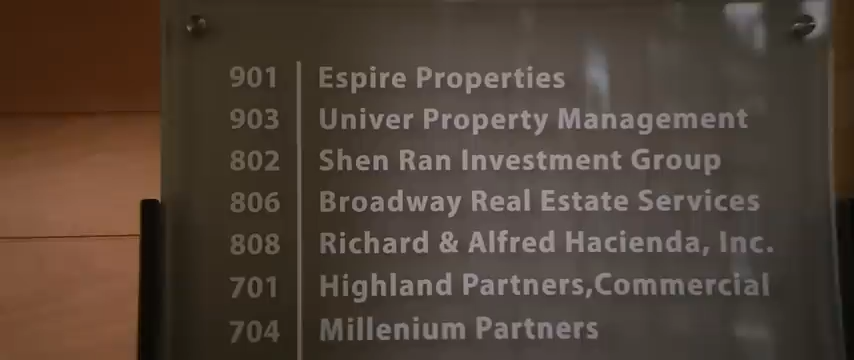 901 Espire Properties
903 Univer Property Management
802 Shen Ran Investment Group
806 Broadway Real Estate Services
808 Richard & Alfred Hacienda, Inc.
701 Highland Partners,Commercial
704 Millenium Partners